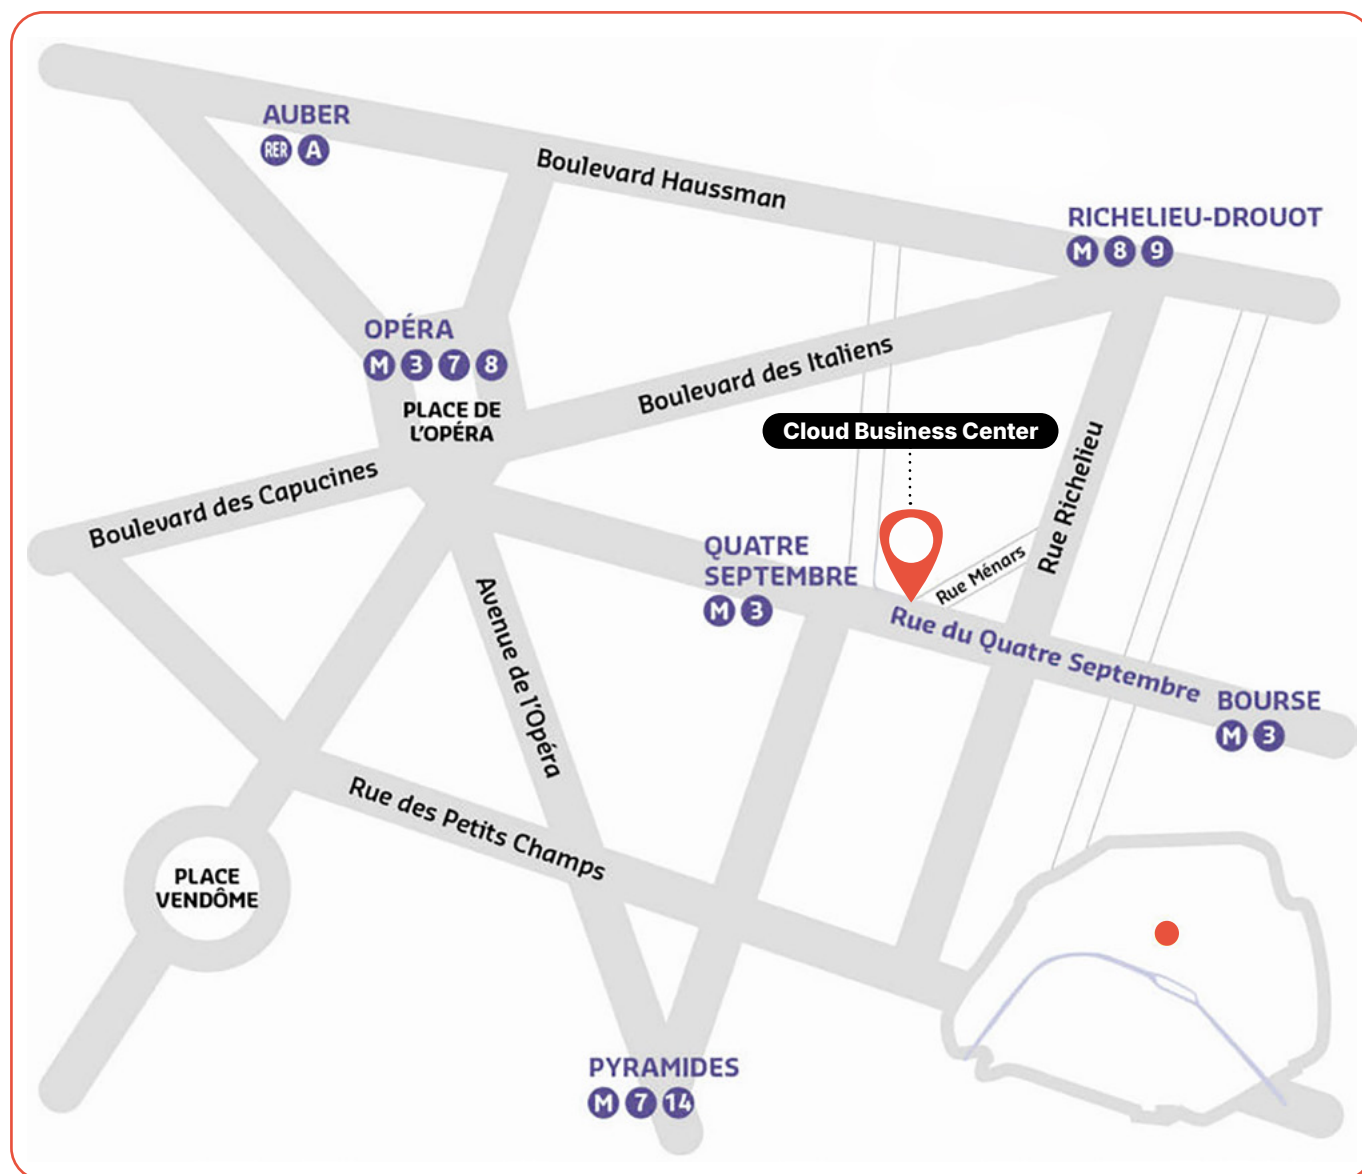 AUBER
RER A
Boulevard Haussman
RICHELIEU-DROUOT
M 8 9
OPÉRA
M 3 7 8
PLACE DE
L'OPÉRA
Boulevard des Italiens
Cloud Business Center
Boulevard des Capucines
Rue Richelieu
QUATRE
SEPTEMBRE
M 3
Rue Ménars
Rue du Quatre Septembre
Avenue de l'Opéra
BOURSE
M 3
Rue des Petits Champs
PLACE
VENDÔME
PYRAMIDES
M 7 14